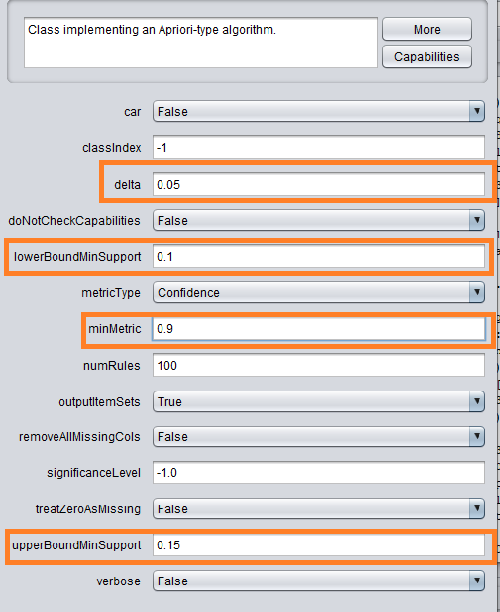 Class implementing an Apriori-type algorithm.
More
Capabilities
car False
classIndex -1
delta 0.05
doNotCheckCapabilities False
lowerBoundMinSupport 0.1
metricType Confidence
minMetric 0.9
numRules 100
outputItemSets True
removeAllMissingCols False
significanceLevel -1.0
treatZeroAsMissing False
upperBoundMinSupport 0.15
verbose False